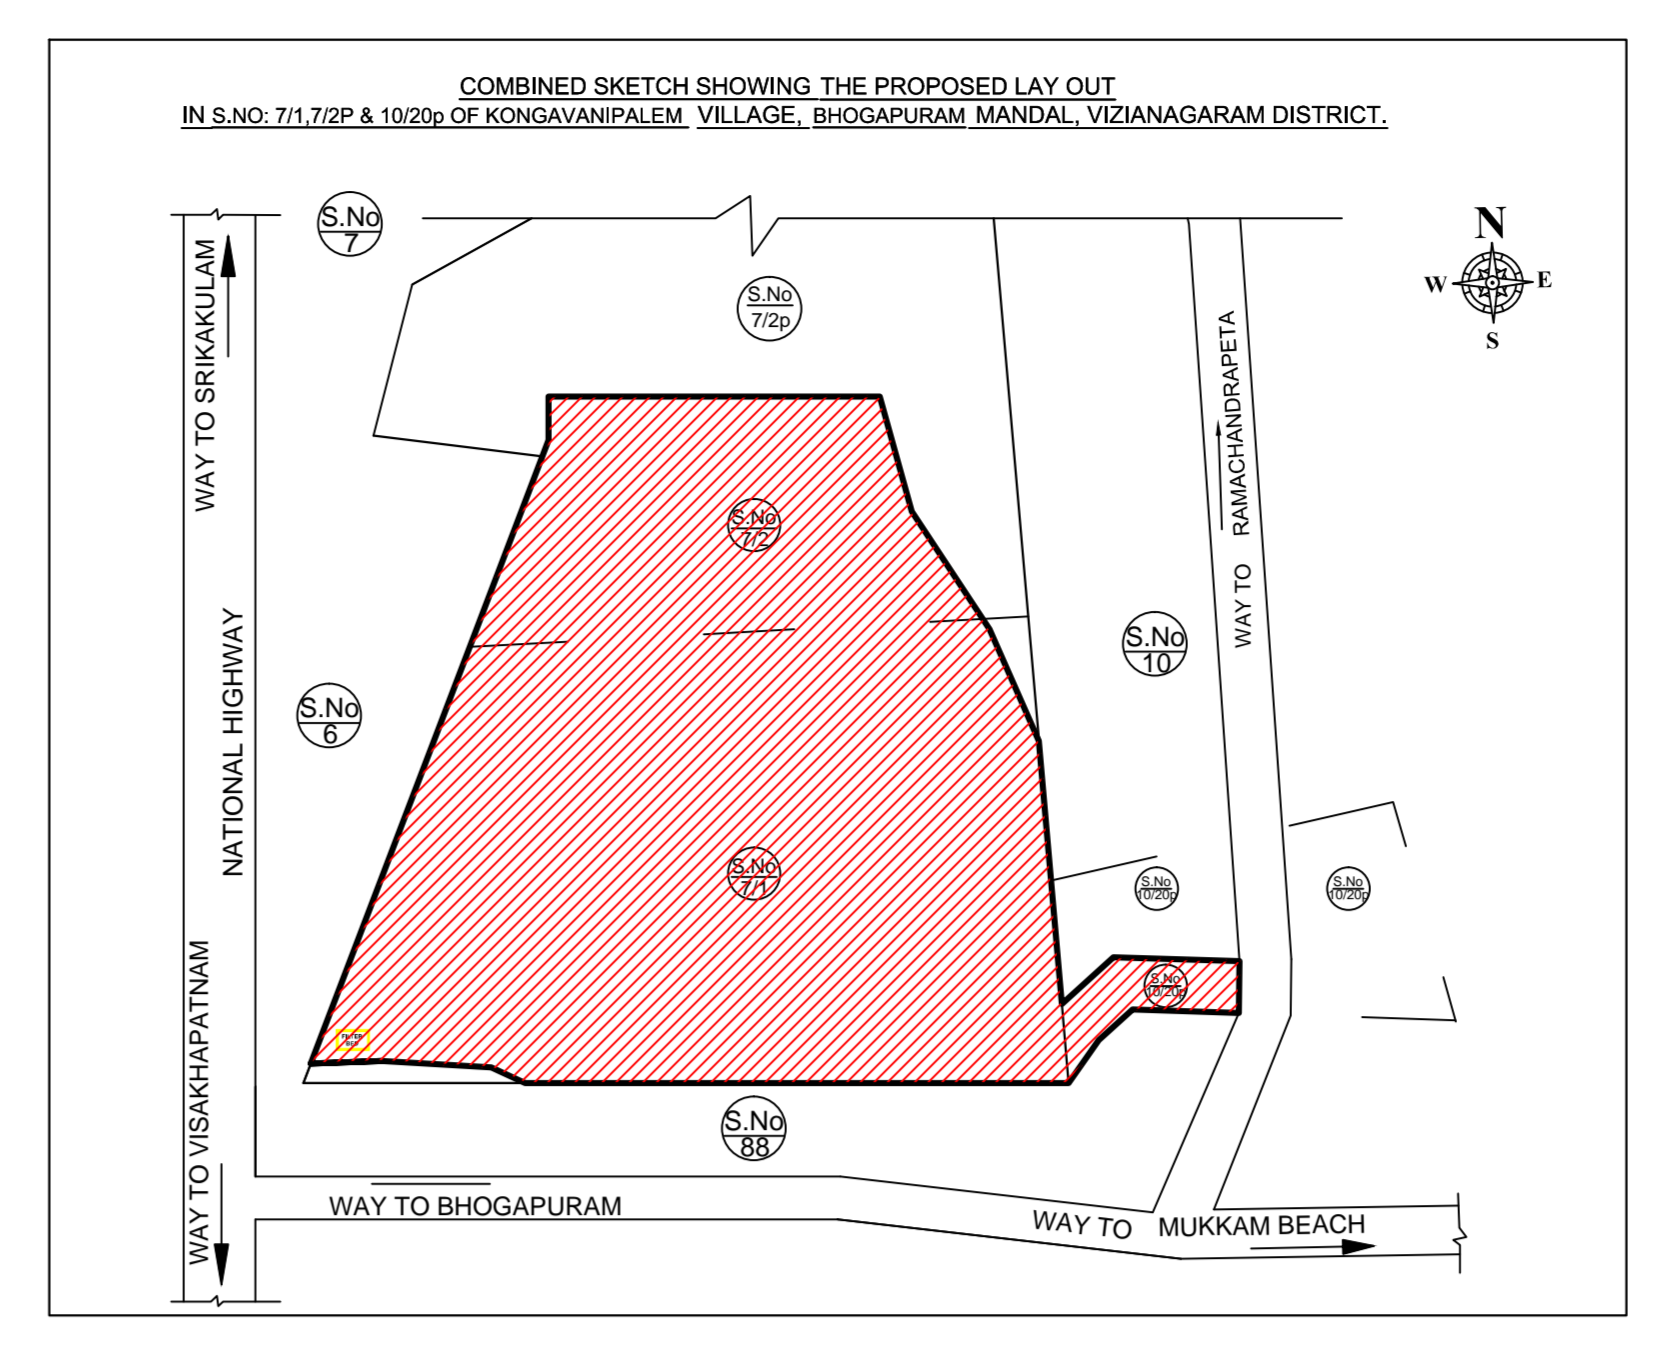 COMBINED SKETCH SHOWING THE PROPOSED LAY OUT
IN S.NO: 7/1,7/2P & 10/20p OF KONGAVANIPALEM VILLAGE, BHOGAPURAM MANDAL, VIZIANAGARAM DISTRICT.
S.No
7
N
W
E
S
S.No
7/2p
WAY TO SRIKAKULAM
WAY TO RAMACHANDRAPETA
S.No
7/2
S.No
10
S.No
6
NATIONAL HIGHWAY
S.No
7/1
S.No
10/20p
S.No
10/20p
S.No
10/20p
FILTER
BED
WAY TO VISAKHAPATNAM
S.No
88
WAY TO BHOGAPURAM
WAY TO MUKKAM BEACH